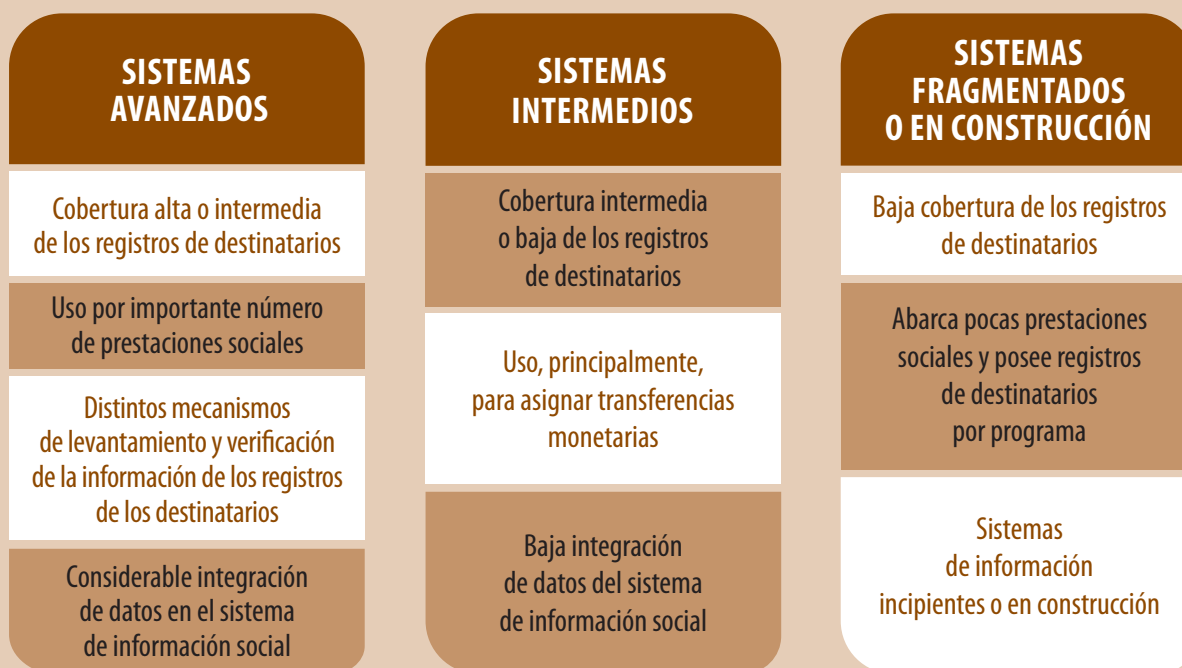 SISTEMAS
AVANZADOS
Cobertura alta o intermedia
de los registros de destinatarios
Uso por importante número
de prestaciones sociales
Distintos mecanismos
de levantamiento y verificación
de la información de los registros
de los destinatarios
Considerable integración
de datos en el sistema
de información social
SISTEMAS
INTERMEDIOS
Cobertura intermedia
o baja de los registros
de destinatarios
Uso, principalmente,
para asignar transferencias
monetarias
Baja integración
de datos del sistema
de información social
SISTEMAS
FRAGMENTADOS
O EN CONSTRUCCIÓN
Baja cobertura de los registros
de destinatarios
Abarca pocas prestaciones
sociales y posee registros
de destinatarios
por programa
Sistemas
de información
incipientes o en construcción